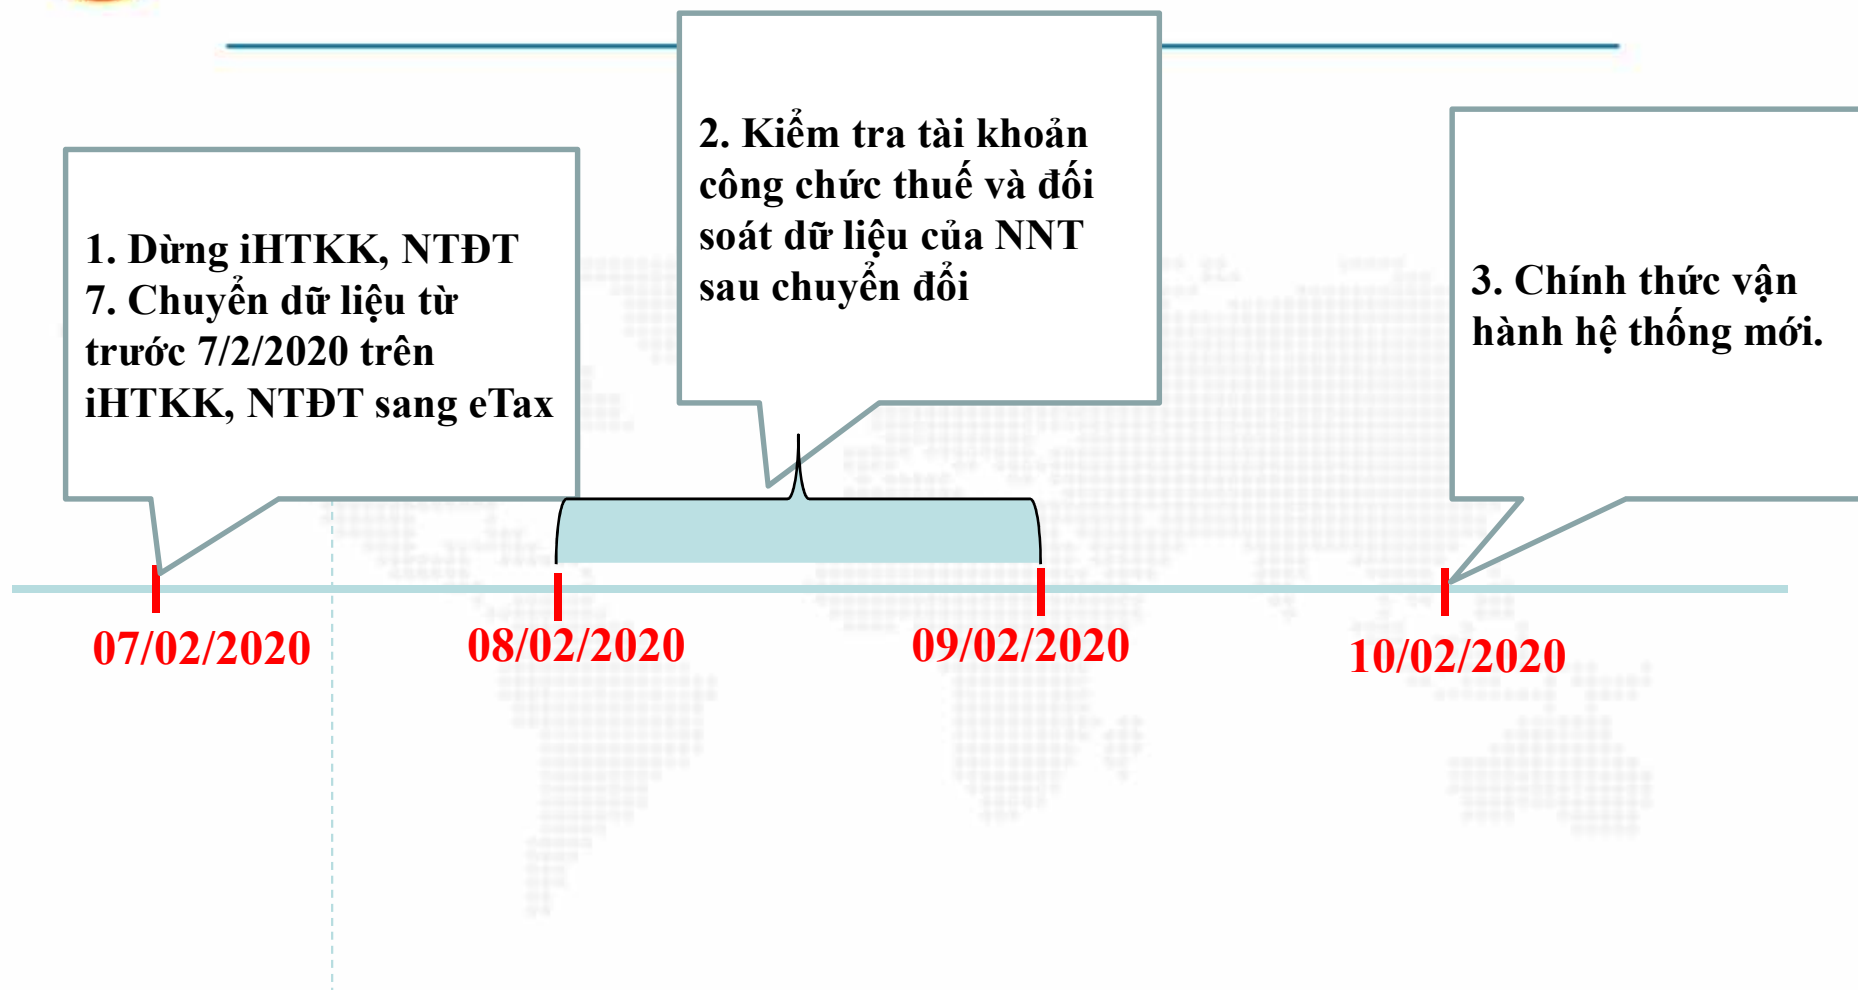 1. Dừng iHTKK, NTĐT
7. Chuyển dữ liệu từ
trước 7/2/2020 trên
iHTKK, NTĐT sang eTax
2. Kiểm tra tài khoản
công chức thuế và đối
soát dữ liệu của NNT
sau chuyển đổi
3. Chính thức vận
hành hệ thống mới.
07/02/2020
08/02/2020
09/02/2020
10/02/2020